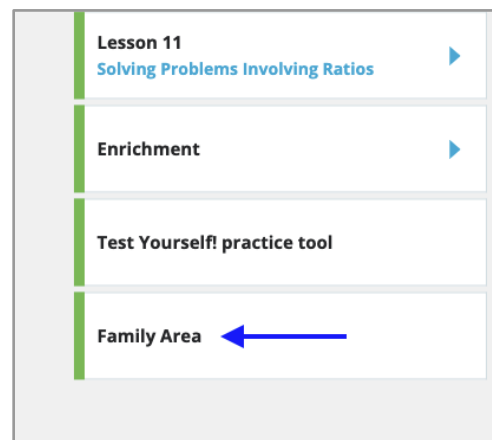 Lesson 11
Solving Problems Involving Ratios
Enrichment
Test Yourself! practice tool
Family Area